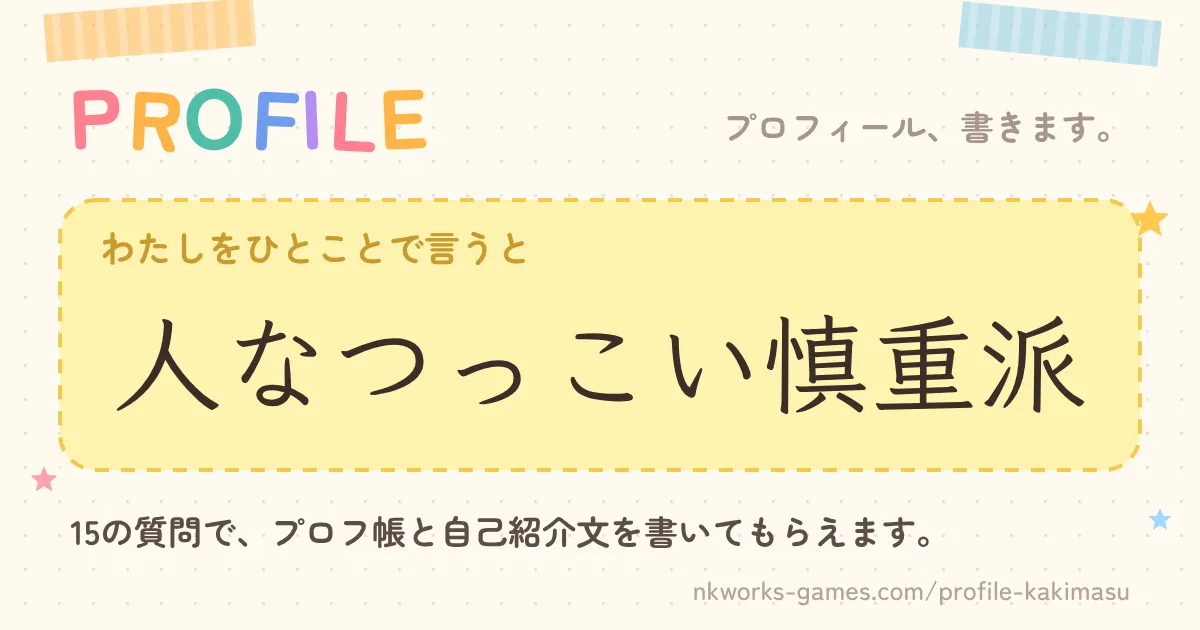 PROFILE
プロフィール、書きます。
わたしをひとことで言うと
人なつっこい慎重派
15の質問で、プロフ帳と自己紹介文を書いてもらえます。
nkworks-games.com/profile-kakimasu